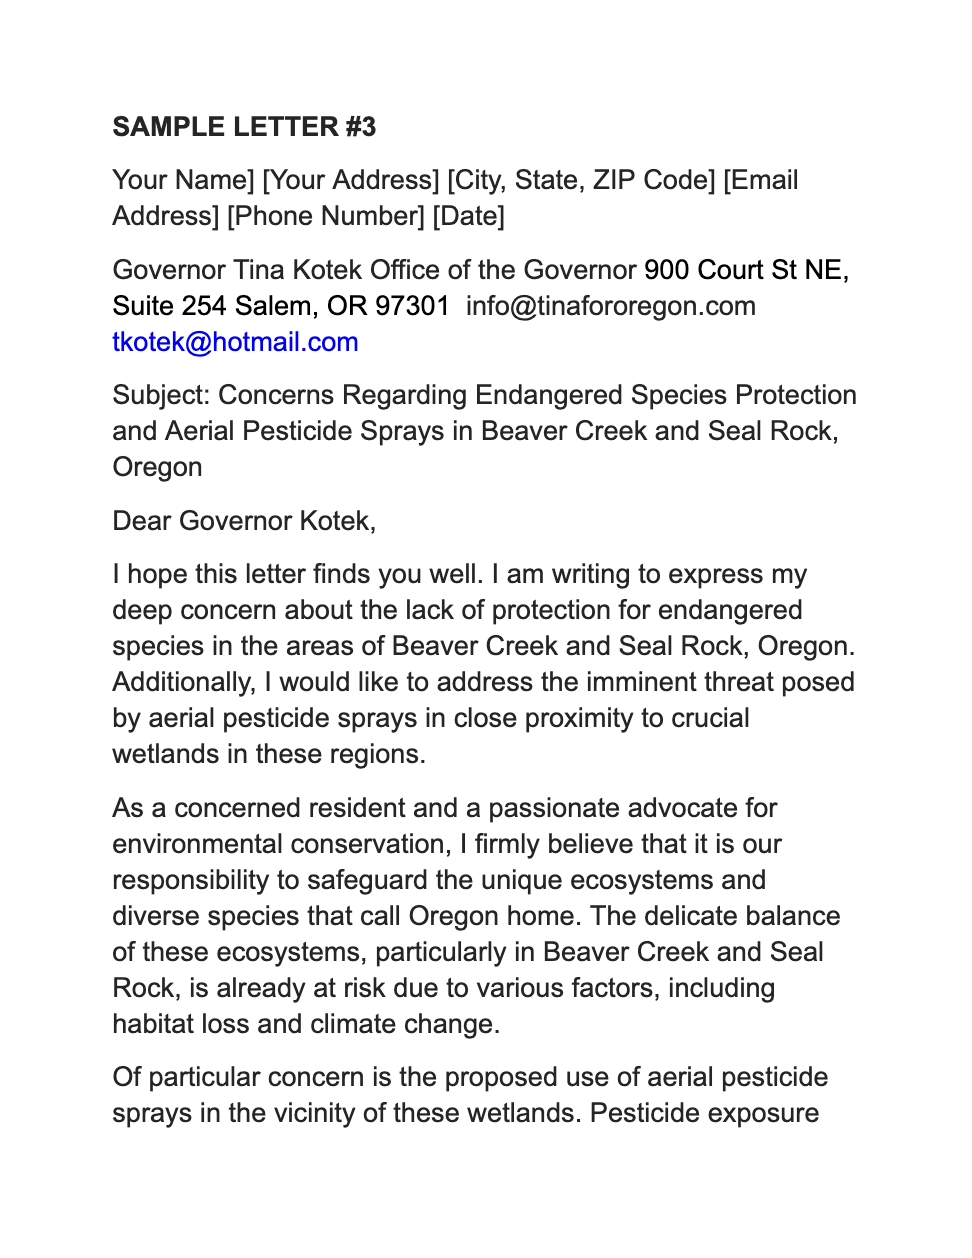 SAMPLE LETTER #3
Your Name] [Your Address] [City, State, ZIP Code] [Email
Address] [Phone Number] [Date]
Governor Tina Kotek Office of the Governor 900 Court St NE,
Suite 254 Salem, OR 97301  info@tinafororegon.com
tkotek@hotmail.com
Subject: Concerns Regarding Endangered Species Protection
and Aerial Pesticide Sprays in Beaver Creek and Seal Rock,
Oregon
Dear Governor Kotek,
I hope this letter finds you well. I am writing to express my
deep concern about the lack of protection for endangered
species in the areas of Beaver Creek and Seal Rock, Oregon.
Additionally, I would like to address the imminent threat posed
by aerial pesticide sprays in close proximity to crucial
wetlands in these regions.
As a concerned resident and a passionate advocate for
environmental conservation, I firmly believe that it is our
responsibility to safeguard the unique ecosystems and
diverse species that call Oregon home. The delicate balance
of these ecosystems, particularly in Beaver Creek and Seal
Rock, is already at risk due to various factors, including
habitat loss and climate change.
Of particular concern is the proposed use of aerial pesticide
sprays in the vicinity of these wetlands. Pesticide exposure